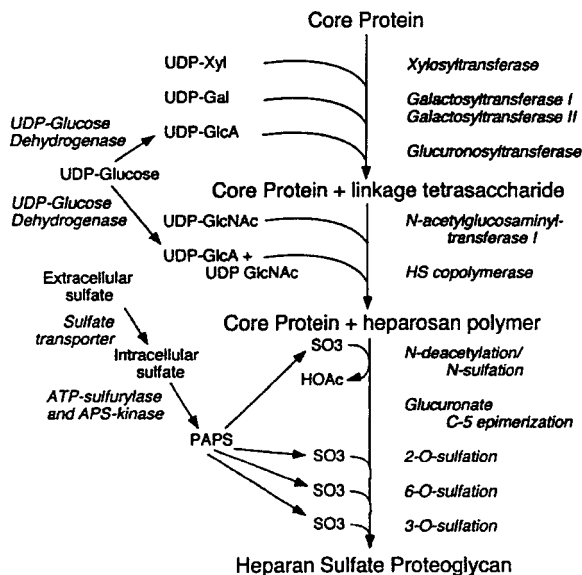 Core Protein
UDP-Xyl
Xylosyltransferase
UDP-Gal
Galactosyltransferase I
Galactosyltransferase II
UDP-Glucose
Dehydrogenase
UDP-GlcA
Glucuronosyltransferase
UDP-Glucose
Core Protein + linkage tetrasaccharide
UDP-Glucose
Dehydrogenase
UDP-GlcNAc
N-acetylglucosaminyl-
transferase I
UDP-GlcA +
UDP GlcNAc
HS copolymerase
Extracellular
sulfate
Core Protein + heparosan polymer
Sulfate
transporter
SO3
N-deacetylation/
N-sulfation
Intracellular
sulfate
HOAc
ATP-sulfurylase
and APS-kinase
Glucuronate
C-5 epimerization
PAPS
SO3
2-O-sulfation
SO3
6-O-sulfation
SO3
3-O-sulfation
Heparan Sulfate Proteoglycan